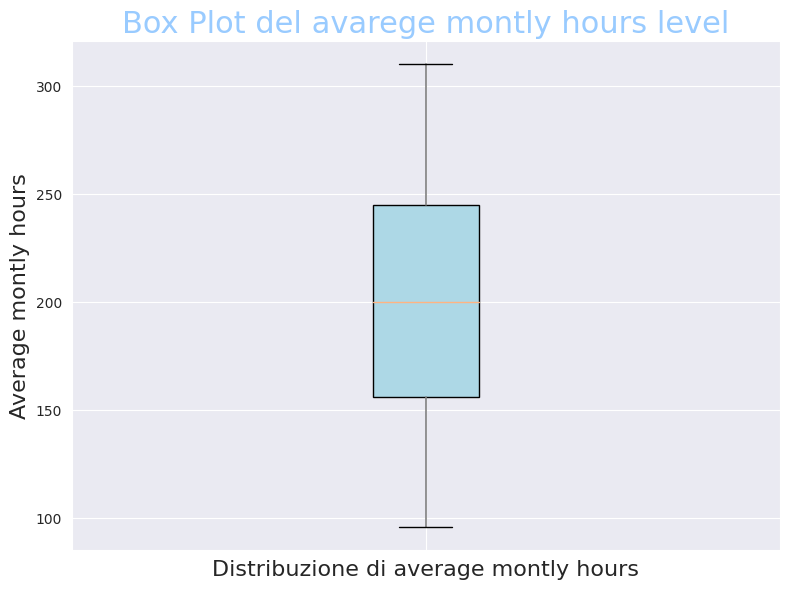 Box Plot del avarege montly hours level
300
250
200
150
100
Average montly hours
Distribuzione di average montly hours